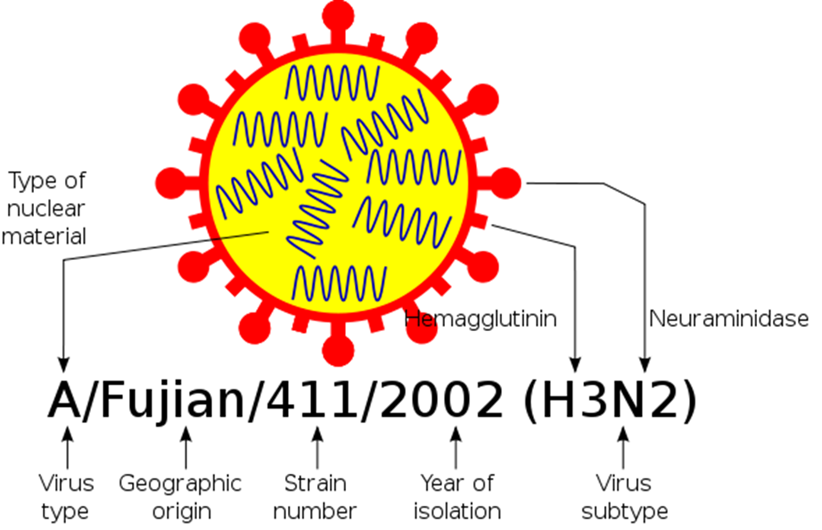 Type of
nuclear
material
Hemagglutinin
Neuraminidase
A/Fujian/411/2002 (H3N2)
Virus
type
Geographic
origin
Strain
number
Year of
isolation
Virus
subtype